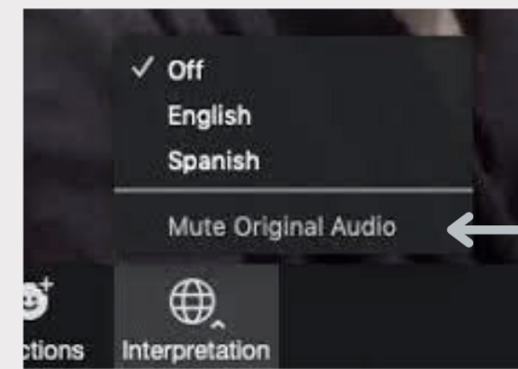 Off
English
Spanish
Mute Original Audio
ctions Interpretation